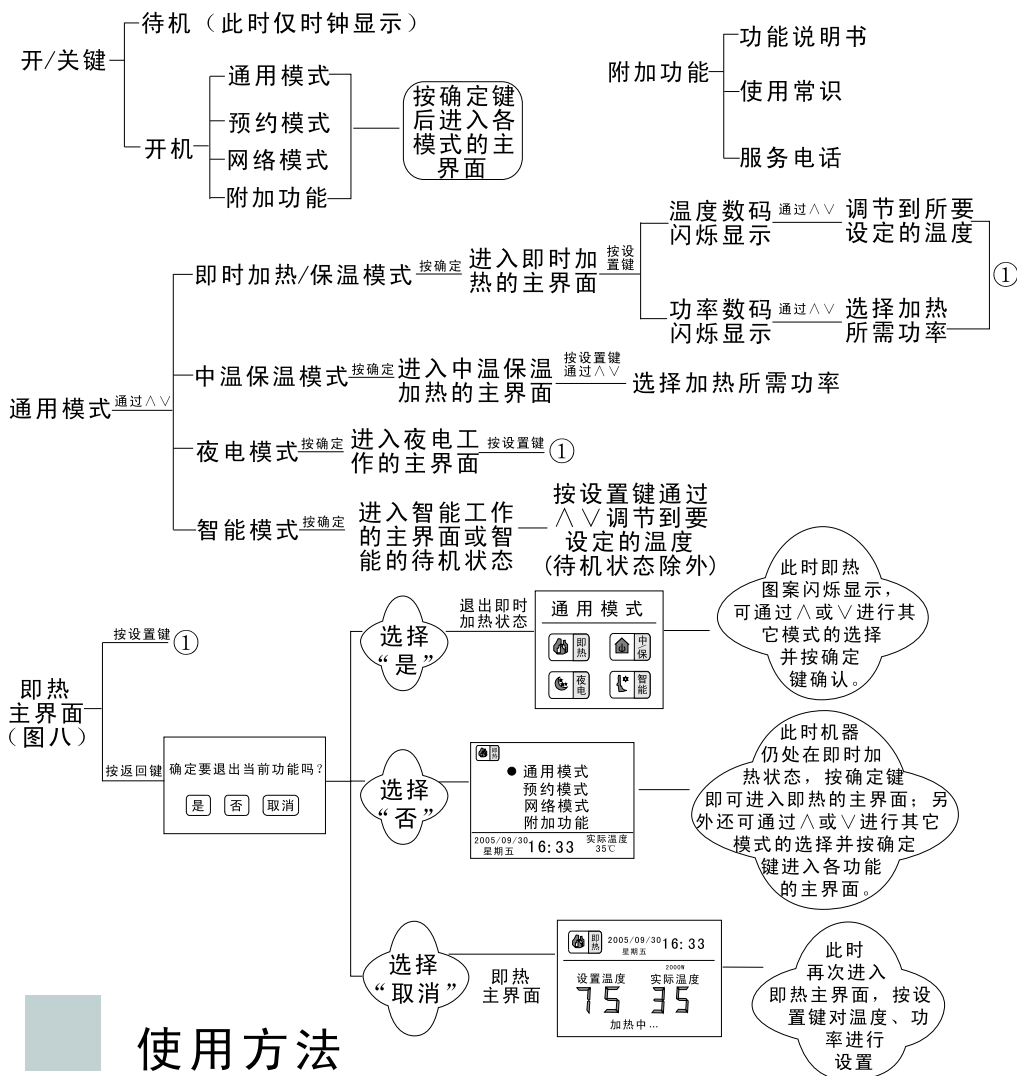 开/关键
待机（此时仅时钟显示）
开机
通用模式
预约模式
网络模式
附加功能
按确定键
后进入各
模式的主
界面
附加功能
功能说明书
使用常识
服务电话
通用模式
通过∧∨
即时加热/保温模式
按确定
进入即时加
热的主界面
按设
置键
温度数码
闪烁显示
通过∧∨
调节到所要
设定的温度
功率数码
闪烁显示
通过∧∨
选择加热
所需功率
①
中温保温模式
按确定
进入中温保温
加热的主界面
按设置键
通过∧∨
选择加热所需功率
夜电模式
按确定
进入夜电工
作的主界面
按设置键
①
智能模式
按确定
进入智能工作
的主界面或智
能的待机状态
按设置键通过
∧∨调节到要
设定的温度
(待机状态除外)
即热
主界面
（图八）
按设置键
①
按返回键
确定要退出当前功能吗?
是 否 取消
选择
“是”
退出即时
加热状态
通用模式
即热
中/保
夜电
智能
此时即热
图案闪烁显示，
可通过∧或∨进行其
它模式的选择
并按确定
键确认。
选择
“否”
即热
● 通用模式
预约模式
网络模式
附加功能
2005/09/30
星期五
16:33
实际温度
35℃
此时机器
仍处在即时加
热状态，按确定键
即可进入即热的主界面；另
外还可通过∧或∨进行其它
模式的选择并按确定
键进入各功能
的主界面。
选择
“取消”
即热
主界面
即热
2005/09/30
星期五
16:33
2000W
设置温度 实际温度
75 35
加热中…
此时
再次进入
即热主界面，按设
置键对温度、功
率进行
设置
使用方法